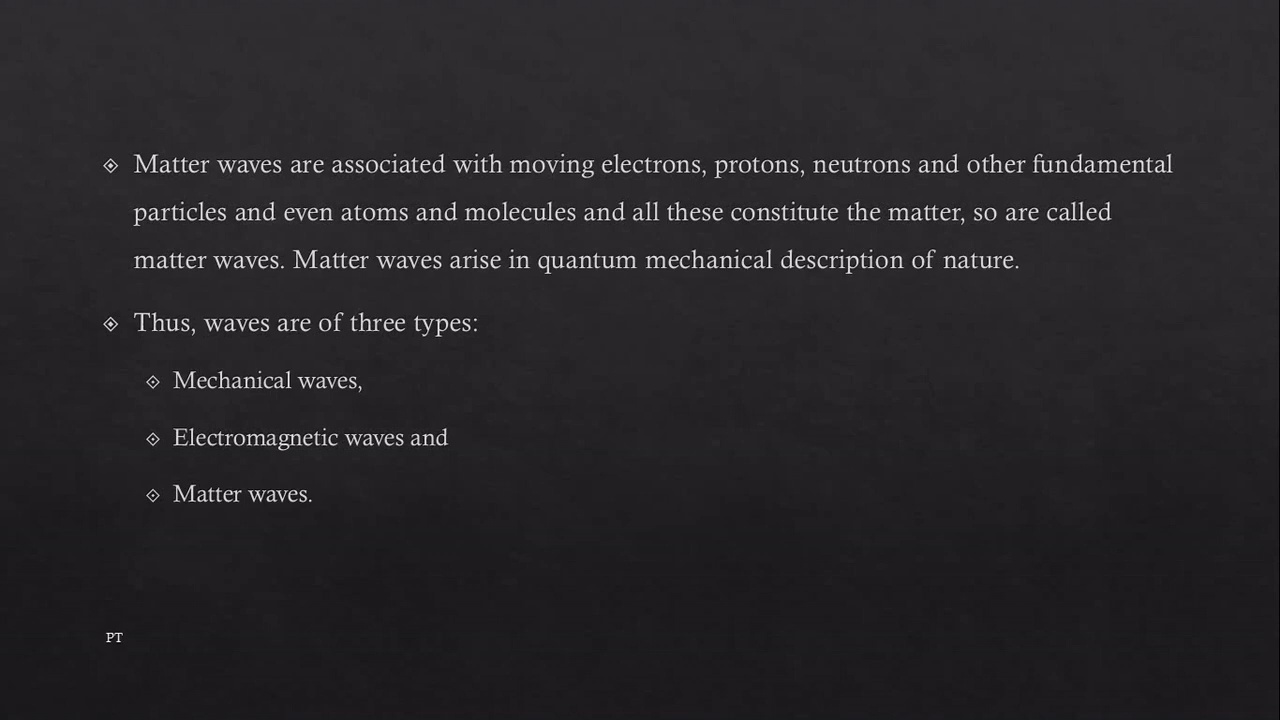 Matter waves are associated with moving electrons, protons, neutrons and other fundamental
particles and even atoms and molecules and all these constitute the matter, so are called
matter waves. Matter waves arise in quantum mechanical description of nature.
Thus, waves are of three types:
Mechanical waves,
Electromagnetic waves and
Matter waves.
PT